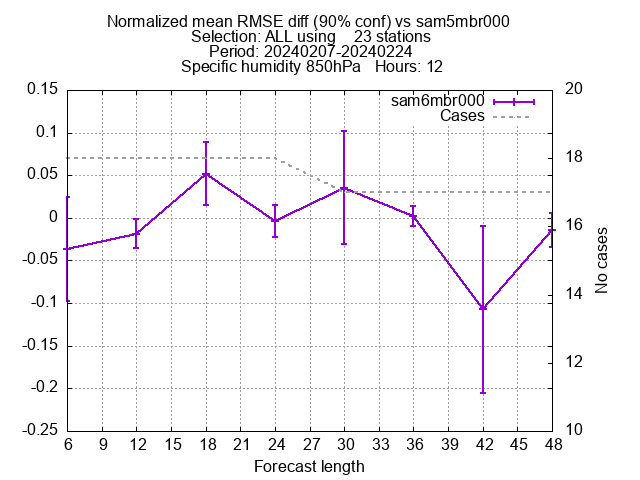 Normalized mean RMSE diff (90% conf) vs sam5mbr000
Selection: ALL using    23 stations
Period: 20240207-20240224
Specific humidity 850hPa   Hours: 12
sam6mbr000
Cases
0.15
0.1
0.05
0
-0.05
-0.1
-0.15
-0.2
-0.25
20
18
16
14
12
10
No cases
6 9 12 15 18 21 24 27 30 33 36 39 42 45 48
Forecast length